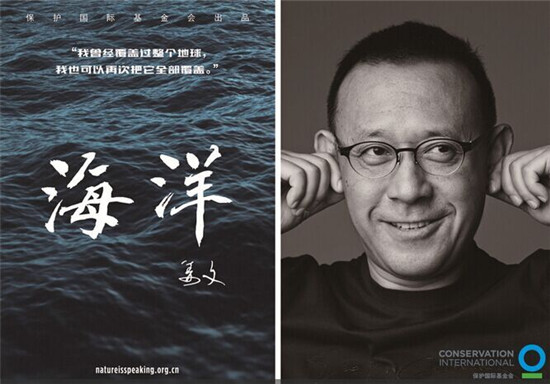 保护国际基金会出品
“我曾经覆盖过整个地球，
我也可以再次把它全部覆盖。”
海洋
姜文
natureisspeaking.org.cn
CONSERVATION
INTERNATIONAL
保护国际基金会